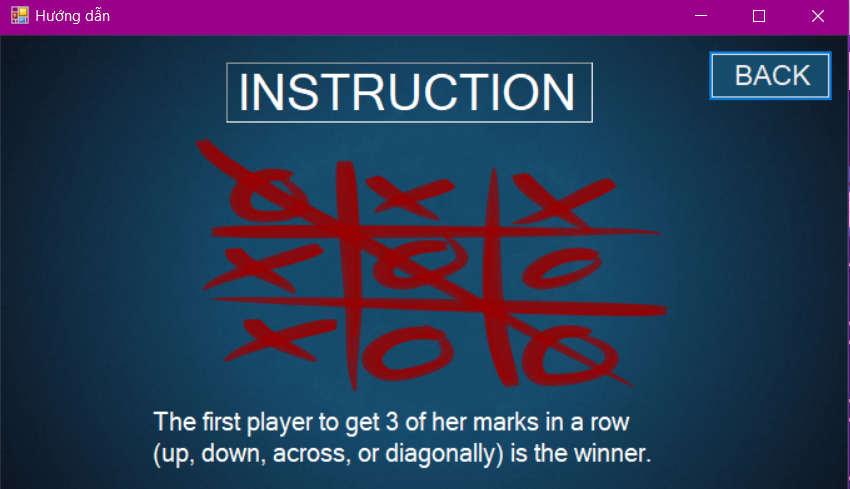 Hướng dẫn
INSTRUCTION
BACK
The first player to get 3 of her marks in a row
(up, down, across, or diagonally) is the winner.